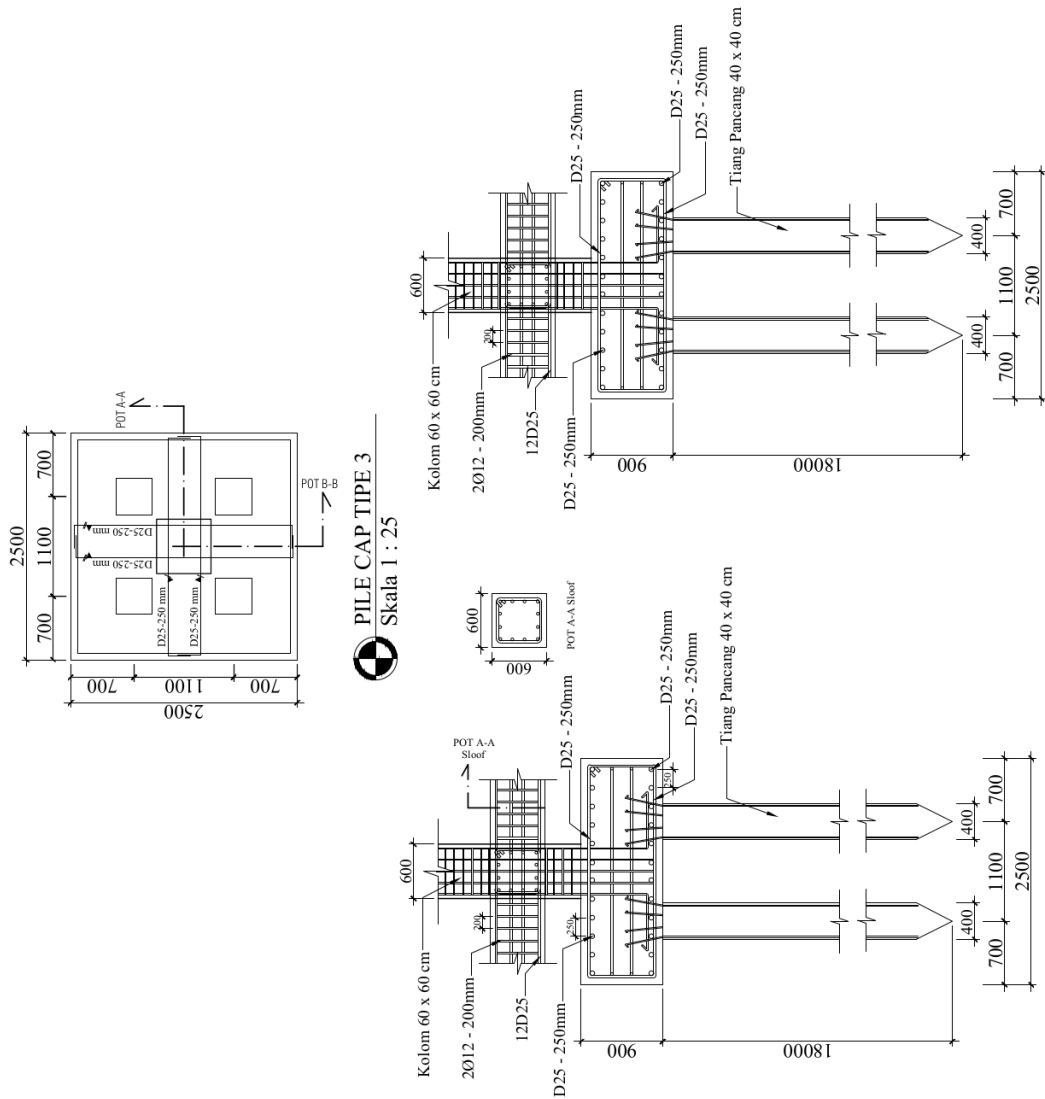 2500
700
1100
700
POT A-A
POT B-B
D25-250 mm
D25-250 mm
D25-250 mm
D25-250 mm
700
1100
700
2500
PILE CAP TIPE 3
Skala 1 : 25
600
600
POT A-A Sloof
POT A-A
Sloof
600
Kolom 60 x 60 cm
2Ø12 - 200mm
200
12D25
D25 - 250mm
250
D25 - 250mm
D25 - 250mm
D25 - 250mm
250
Tiang Pancang 40 x 40 cm
900
18000
400
400
700
1100
700
2500
600
Kolom 60 x 60 cm
2Ø12 - 200mm
200
12D25
D25 - 250mm
D25 - 250mm
D25 - 250mm
D25 - 250mm
Tiang Pancang 40 x 40 cm
900
18000
400
400
700
1100
700
2500